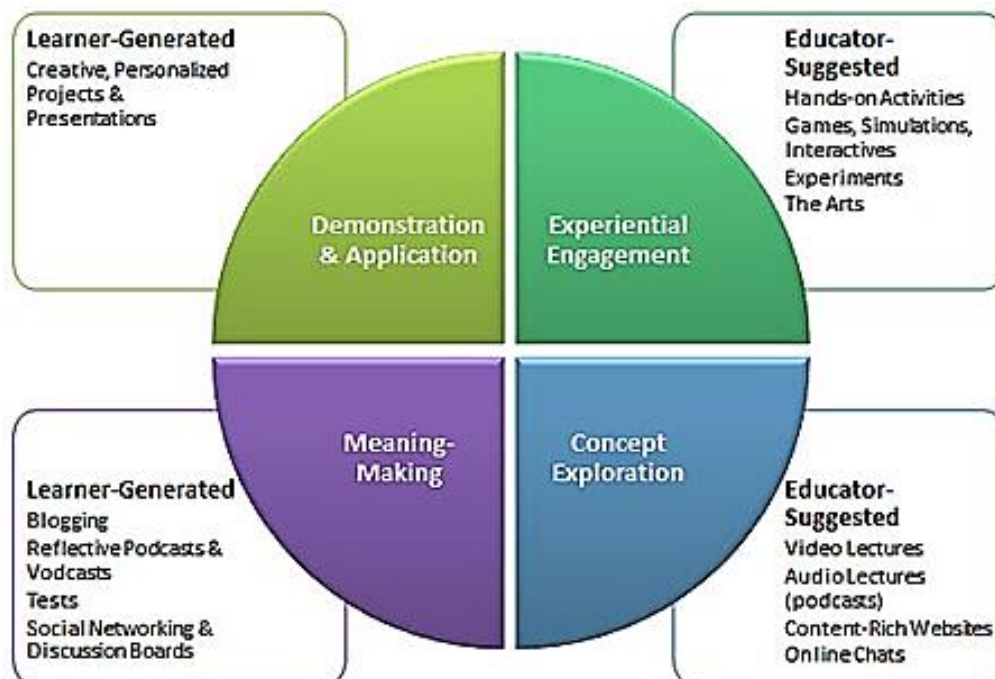 Learner-Generated
Creative, Personalized
Projects &
Presentations
Educator-
Suggested
Hands-on Activities
Games, Simulations,
Interactives
Experiments
The Arts
Demonstration
& Application
Experiential
Engagement
Meaning-
Making
Concept
Exploration
Learner-Generated
Blogging
Reflective Podcasts &
Vodcasts
Tests
Social Networking &
Discussion Boards
Educator-
Suggested
Video Lectures
Audio Lectures
(podcasts)
Content-Rich Websites
Online Chats